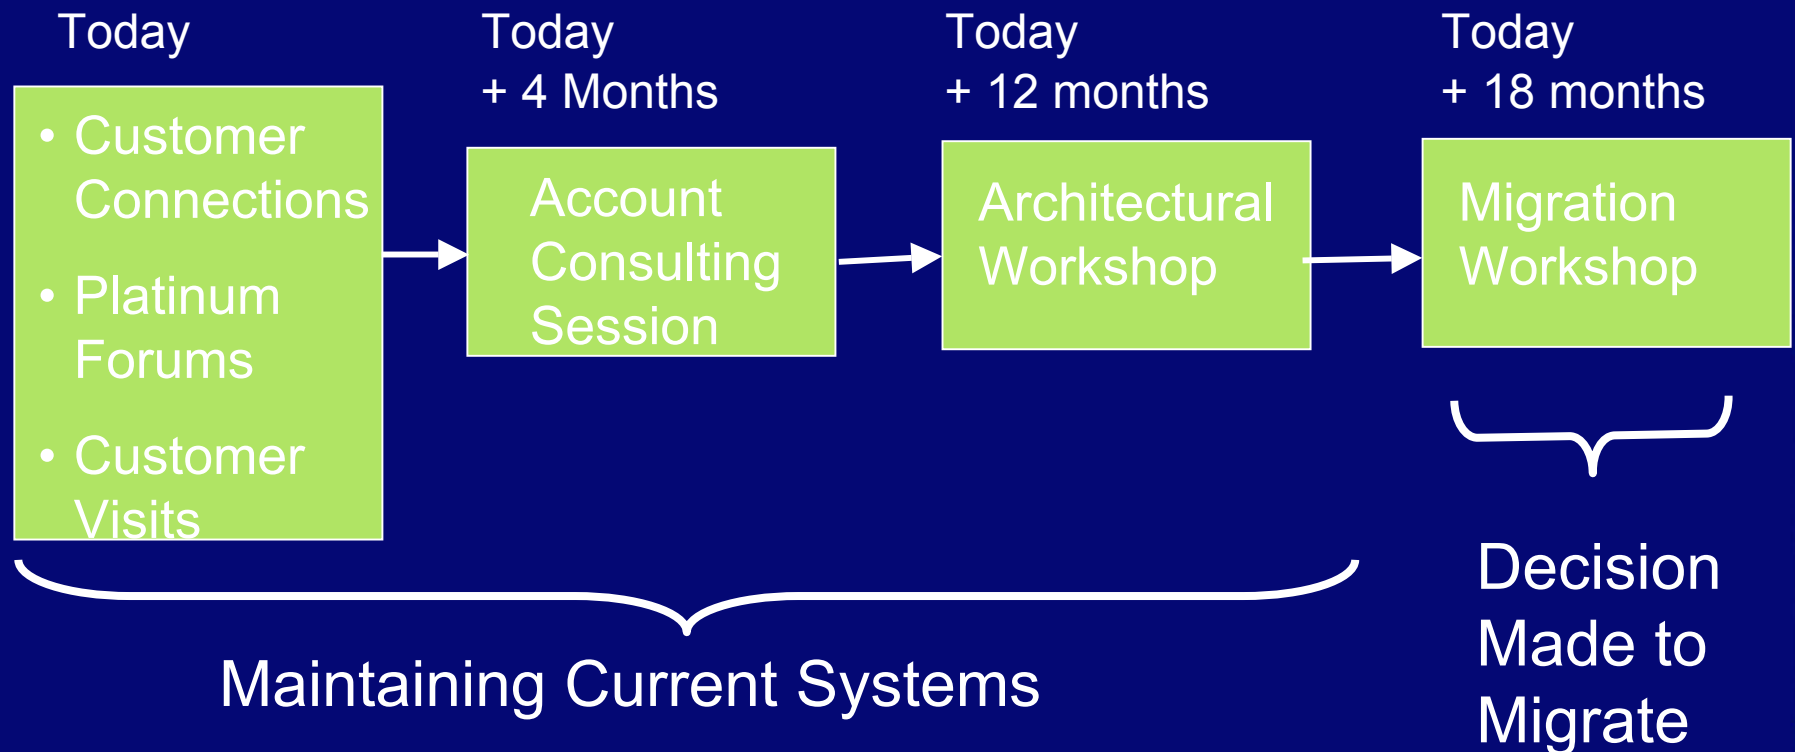 Today
• Customer
Connections
• Platinum
Forums
• Customer
Visits
Today
+ 4 Months
Account
Consulting
Session
Today
+ 12 months
Architectural
Workshop
Today
+ 18 months
Migration
Workshop
Maintaining Current Systems
Decision
Made to
Migrate